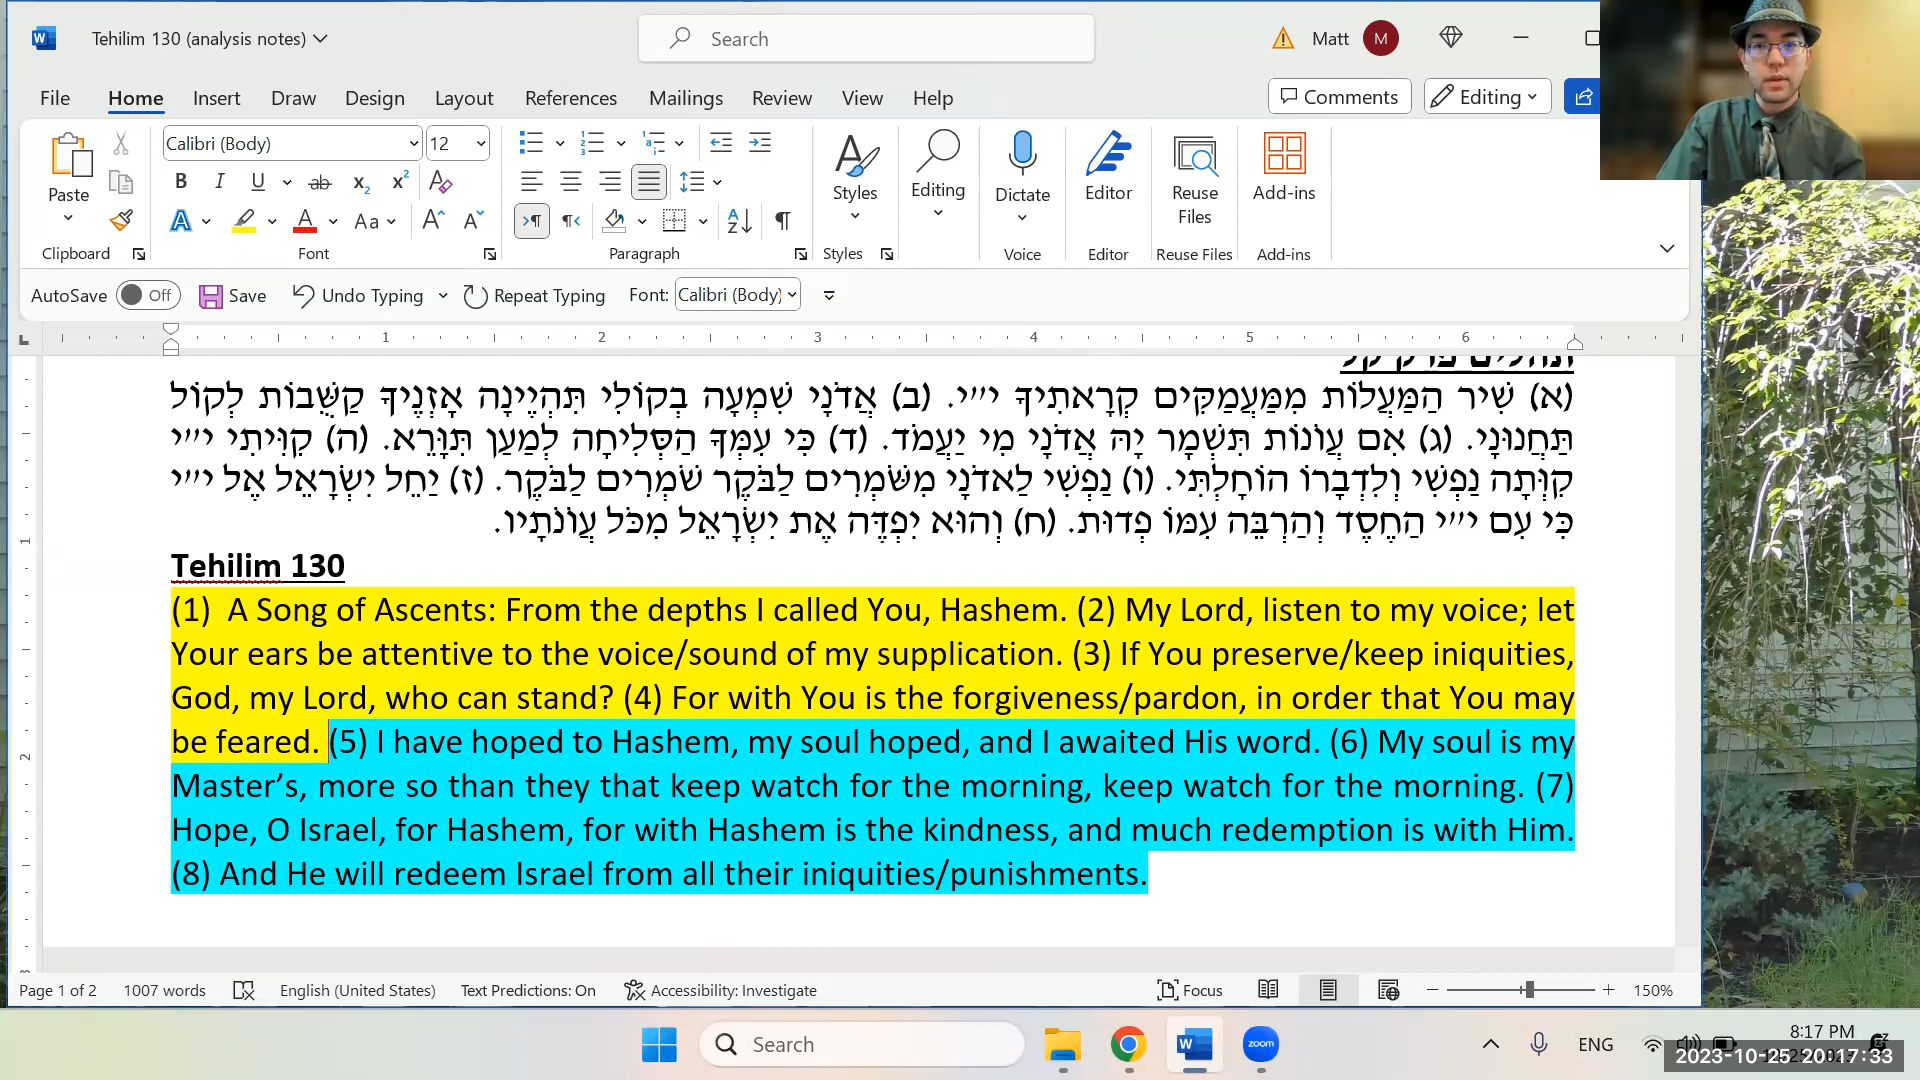 Tehilim 130 (analysis notes)
Search
Matt
M
File Home Insert Draw Design Layout References Mailings Review View Help
Comments
Editing
Paste
Calibri (Body)
12
Styles
Editing
Dictate
Editor
Reuse Files
Add-ins
Clipboard
Font
Paragraph
Styles
Voice
Editor
Reuse Files
Add-ins
AutoSave Off Save Undo Typing Repeat Typing Font: Calibri (Body)
1 2 3 4 5 6
תהלים פרק קל
(א) שִׁיר הַמַּעֲלוֹת מִמַּעֲמַקִּים קְרָאתִיךָ י״י. (ב) אֲדֹנָי שִׁמְעָה בְקוֹלִי תִּהְיֶינָה אָזְנֶיךָ קַשֻּׁבוֹת לְקוֹל
תַּחֲנוּנָי. (ג) אִם עֲוֹנוֹת תִּשְׁמָר יָהּ אֲדֹנָי מִי יַעֲמֹד. (ד) כִּי עִמְּךָ הַסְּלִיחָה לְמַעַן תִּוָּרֵא. (ה) קִוִּיתִי י״י
קִוְּתָה נַפְשִׁי וְלִדְבָרוֹ הוֹחָלְתִּי. (ו) נַפְשִׁי לַאדֹנָי מִשֹּׁמְרִים לַבֹּקֶר שֹׁמְרִים לַבֹּקֶר. (ז) יַחֵל יִשְׂרָאֵל אֶל י״י
כִּי עִם י״י הַחֶסֶד וְהַרְבֵּה עִמּוֹ פְדוּת. (ח) וְהוּא יִפְדֶּה אֶת יִשְׂרָאֵל מִכֹּל עֲוֹנֹתָיו.
Tehilim 130
(1) A Song of Ascents: From the depths I called You, Hashem. (2) My Lord, listen to my voice; let
Your ears be attentive to the voice/sound of my supplication. (3) If You preserve/keep iniquities,
God, my Lord, who can stand? (4) For with You is the forgiveness/pardon, in order that You may
be feared. (5) I have hoped to Hashem, my soul hoped, and I awaited His word. (6) My soul is my
Master’s, more so than they that keep watch for the morning, keep watch for the morning. (7)
Hope, O Israel, for Hashem, for with Hashem is the kindness, and much redemption is with Him.
(8) And He will redeem Israel from all their iniquities/punishments.
Page 1 of 2 1007 words English (United States) Text Predictions: On Accessibility: Investigate Focus 150%
Search
zoom
ENG
8:17 PM
2023-10-25 20:17:33